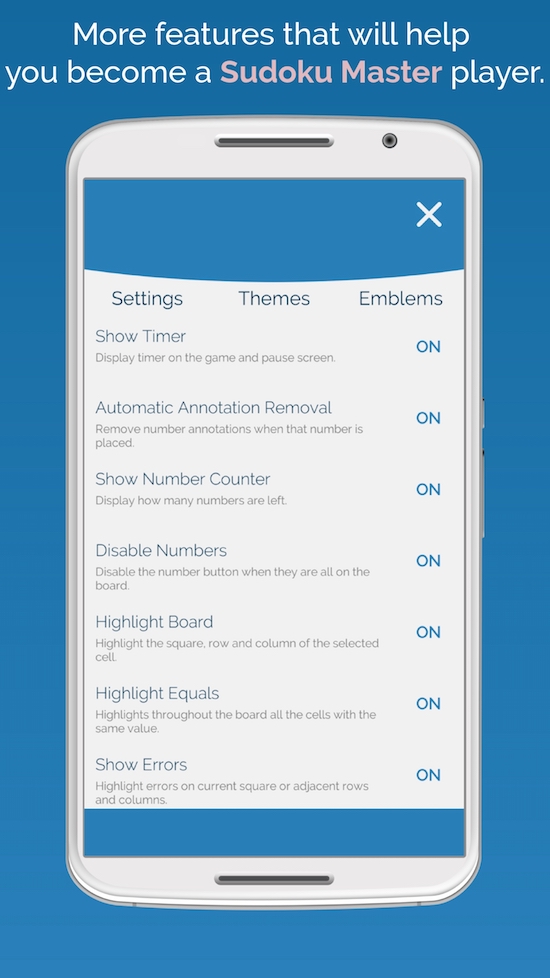 More features that will help
you become a Sudoku Master player.
Settings Themes Emblems
Show Timer
Display timer on the game and pause screen.
ON
Automatic Annotation Removal
Remove number annotations when that number is
placed.
ON
Show Number Counter
Display how many numbers are left.
ON
Disable Numbers
Disable the number button when they are all on the
board.
ON
Highlight Board
Highlight the square, row and column of the selected
cell.
ON
Highlight Equals
Highlights throughout the board all the cells with the
same value.
ON
Show Errors
Highlight errors on current square or adjacent rows
and columns.
ON